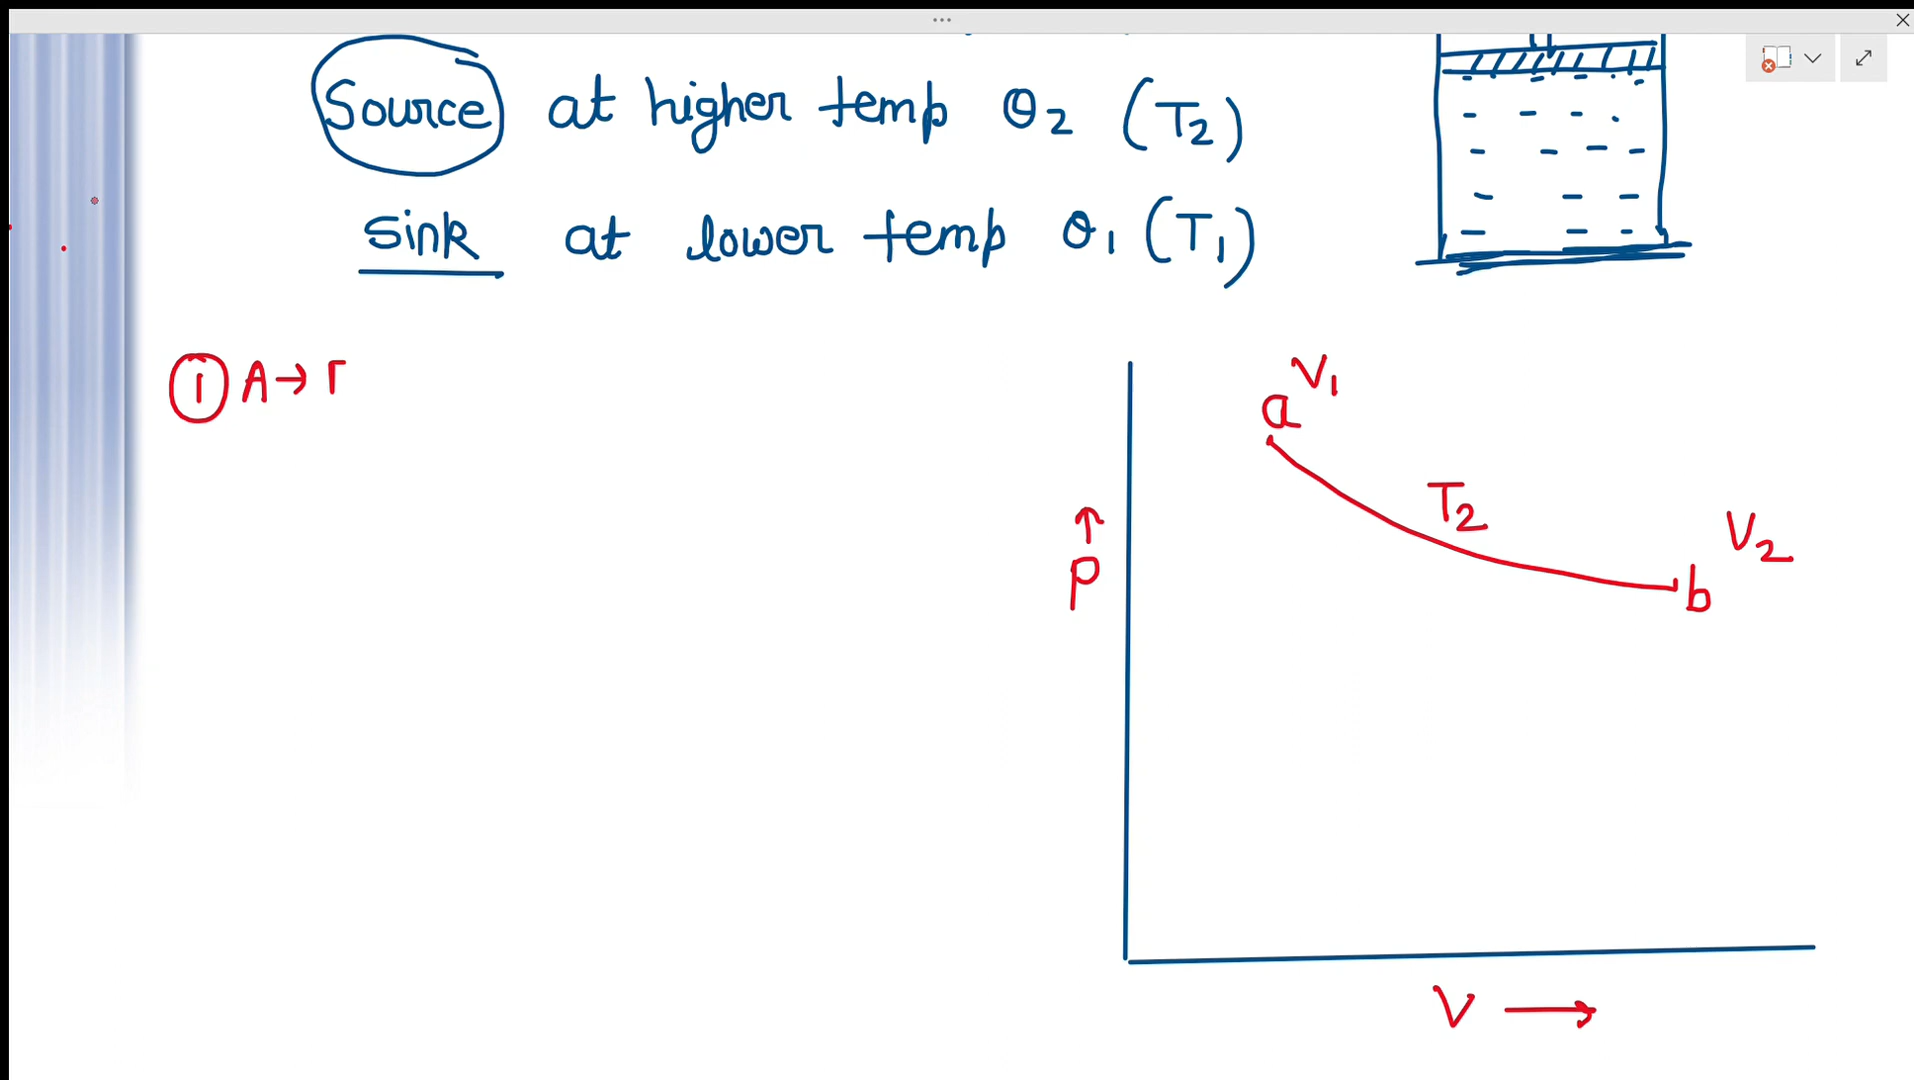 Source at higher temp θ2 (T2)
Sink at lower temp θ1 (T1)
① A→
a V1
T2
V2
b
↑
P
V →